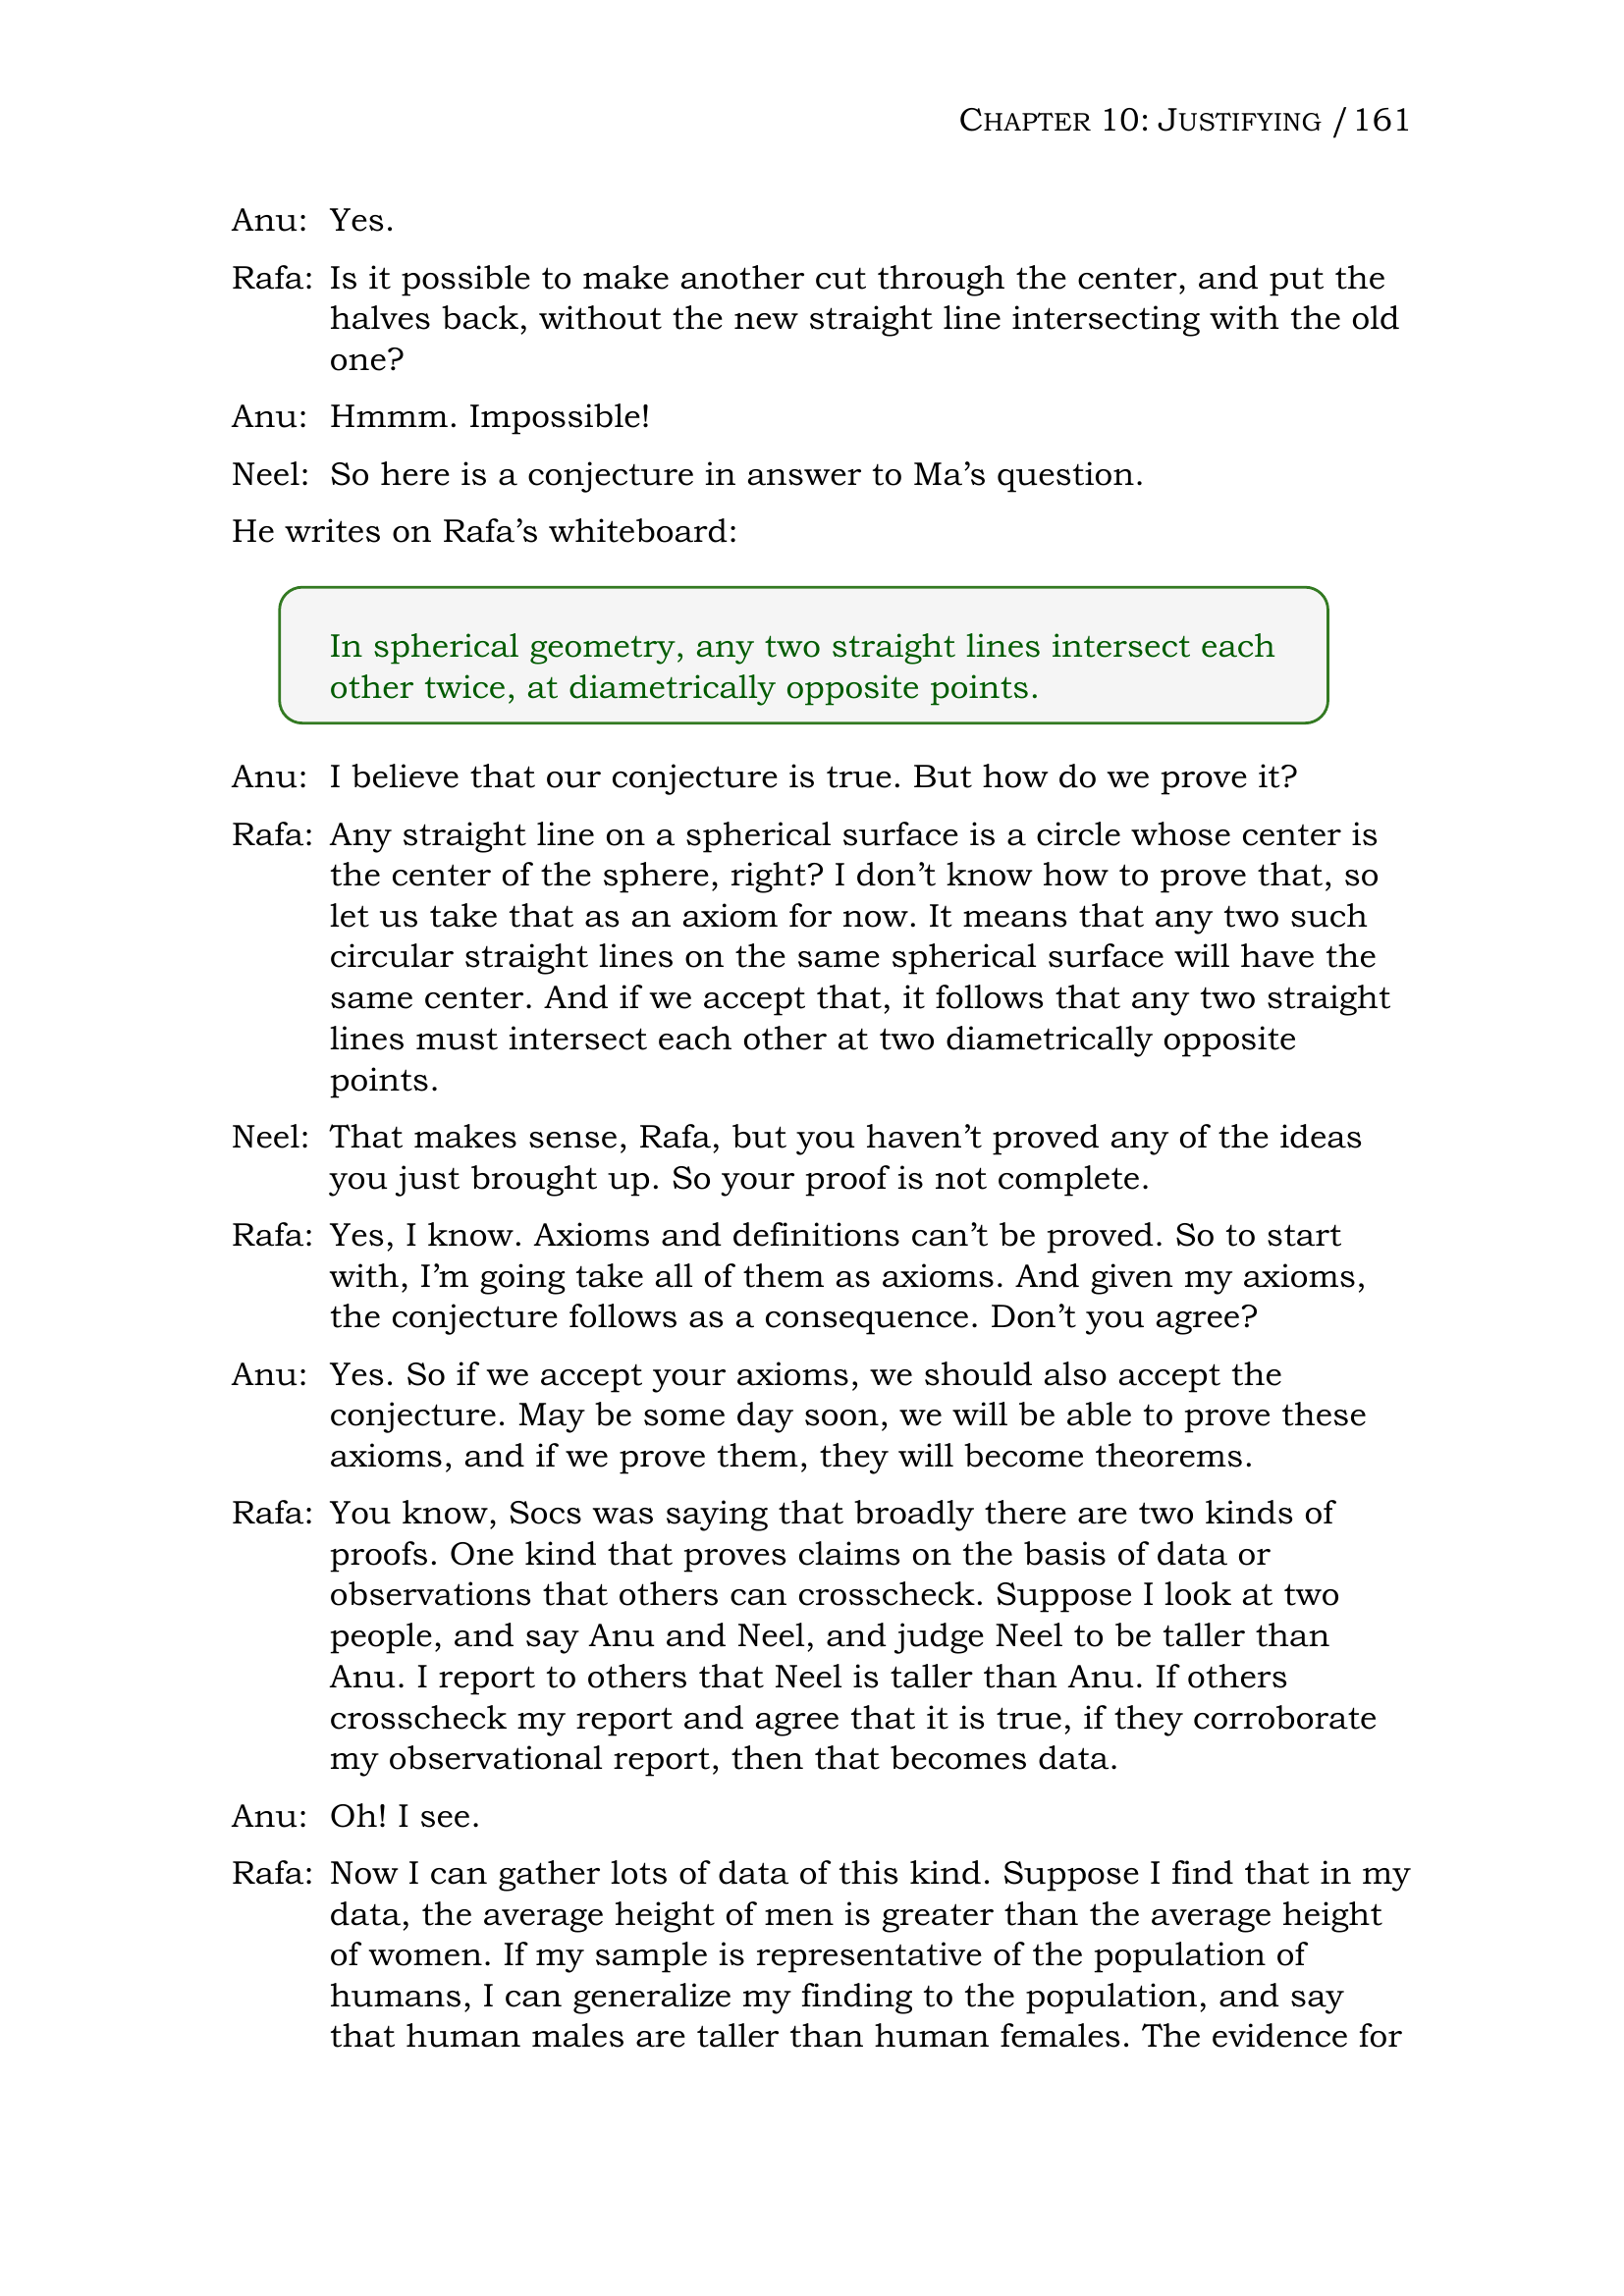 CHAPTER 10: JUSTIFYING / 161
Anu: Yes.
Rafa: Is it possible to make another cut through the center, and put the
halves back, without the new straight line intersecting with the old
one?
Anu: Hmmm. Impossible!
Neel: So here is a conjecture in answer to Ma’s question.
He writes on Rafa’s whiteboard:
In spherical geometry, any two straight lines intersect each
other twice, at diametrically opposite points.
Anu: I believe that our conjecture is true. But how do we prove it?
Rafa: Any straight line on a spherical surface is a circle whose center is
the center of the sphere, right? I don’t know how to prove that, so
let us take that as an axiom for now. It means that any two such
circular straight lines on the same spherical surface will have the
same center. And if we accept that, it follows that any two straight
lines must intersect each other at two diametrically opposite
points.
Neel: That makes sense, Rafa, but you haven’t proved any of the ideas
you just brought up. So your proof is not complete.
Rafa: Yes, I know. Axioms and definitions can’t be proved. So to start
with, I’m going take all of them as axioms. And given my axioms,
the conjecture follows as a consequence. Don’t you agree?
Anu: Yes. So if we accept your axioms, we should also accept the
conjecture. May be some day soon, we will be able to prove these
axioms, and if we prove them, they will become theorems.
Rafa: You know, Socs was saying that broadly there are two kinds of
proofs. One kind that proves claims on the basis of data or
observations that others can crosscheck. Suppose I look at two
people, and say Anu and Neel, and judge Neel to be taller than
Anu. I report to others that Neel is taller than Anu. If others
crosscheck my report and agree that it is true, if they corroborate
my observational report, then that becomes data.
Anu: Oh! I see.
Rafa: Now I can gather lots of data of this kind. Suppose I find that in my
data, the average height of men is greater than the average height
of women. If my sample is representative of the population of
humans, I can generalize my finding to the population, and say
that human males are taller than human females. The evidence for